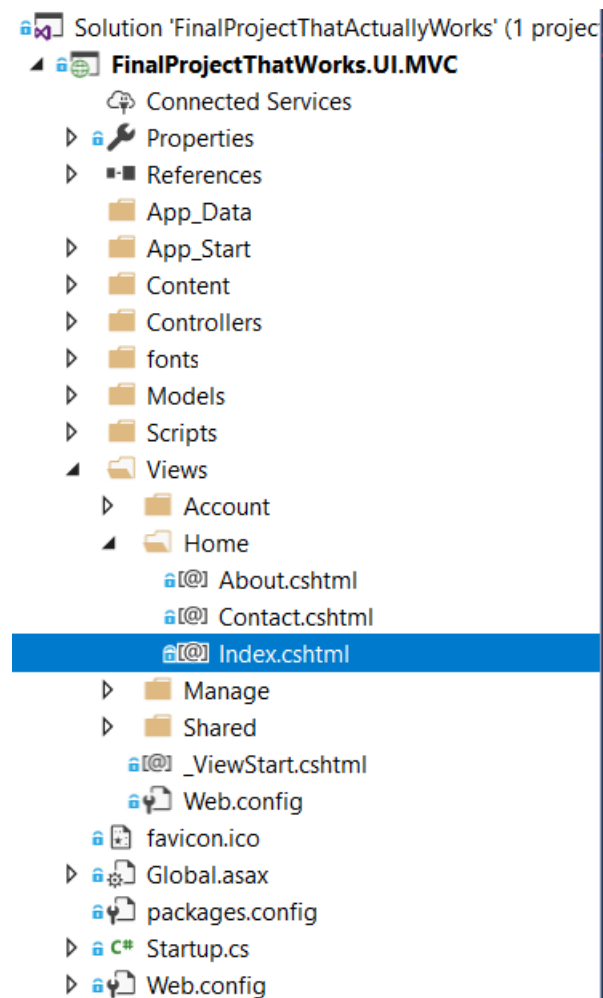 Solution 'FinalProjectThatActuallyWorks' (1 projec
FinalProjectThatWorks.UI.MVC
Connected Services
Properties
References
App_Data
App_Start
Content
Controllers
fonts
Models
Scripts
Views
Account
Home
[@] About.cshtml
[@] Contact.cshtml
[@] Index.cshtml
Manage
Shared
[@] _ViewStart.cshtml
Web.config
favicon.ico
Global.asax
packages.config
C# Startup.cs
Web.config